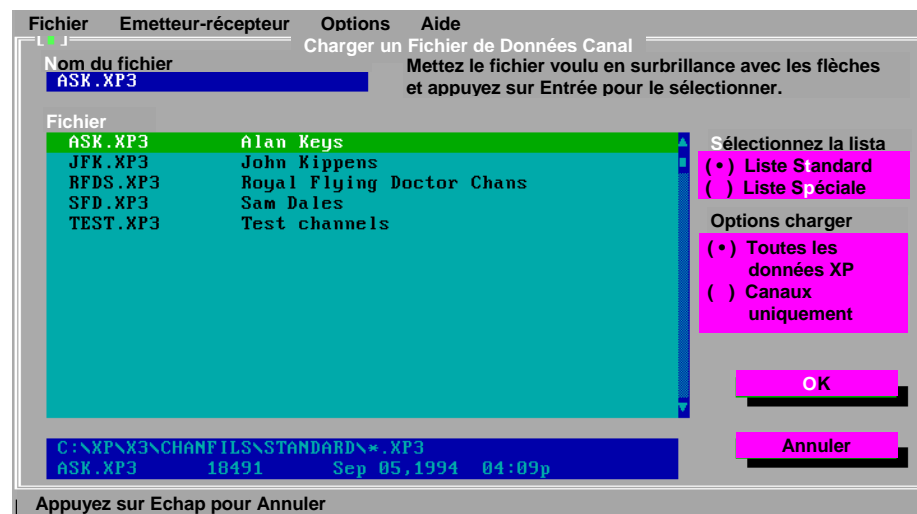 Fichier Emetteur-récepteur Options Aide
Charger un Fichier de Données Canal
Nom du fichier
ASK.XP3
Mettez le fichier voulu en surbrillance avec les flèches
et appuyez sur Entrée pour le sélectionner.
Fichier
ASK.XP3 Alan Keys
JFK.XP3 John Kippens
RFDS.XP3 Royal Flying Doctor Chans
SFD.XP3 Sam Dales
TEST.XP3 Test channels
Sélectionnez la lista
(•) Liste Standard
( ) Liste Spéciale
Options charger
(•) Toutes les
données XP
( ) Canaux
uniquement
OK
Annuler
C:\XP\X3\CHANFILS\STANDARD\*.XP3
ASK.XP3 18491 Sep 05,1994 04:09p
Appuyez sur Echap pour Annuler